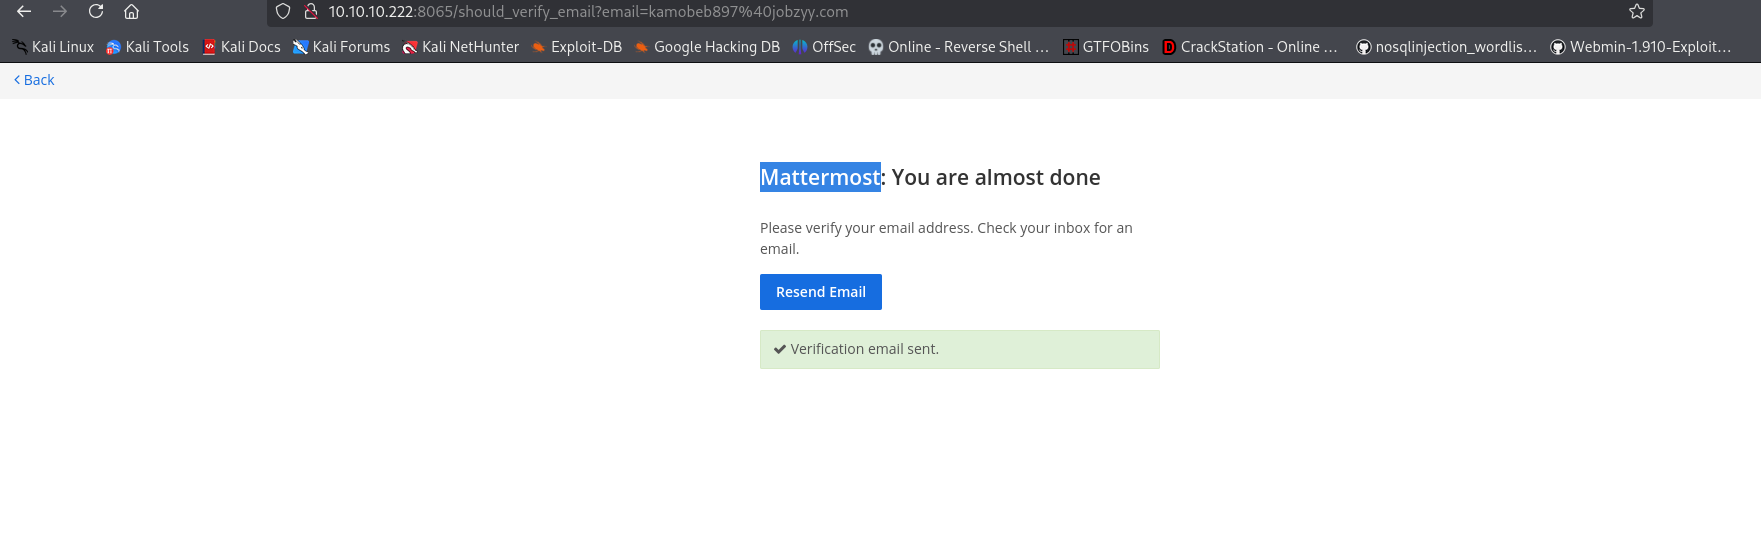 10.10.10.222:8065/should_verify_email?email=kamobeb897%40jobzyy.com
Kali Linux Kali Tools Kali Docs Kali Forums Kali NetHunter Exploit-DB Google Hacking DB OffSec Online - Reverse Shell ... GTFOBins CrackStation - Online ... nosqlinjection_wordlis... Webmin-1.910-Exploit...
Back
Mattermost: You are almost done
Please verify your email address. Check your inbox for an
email.
Resend Email
Verification email sent.